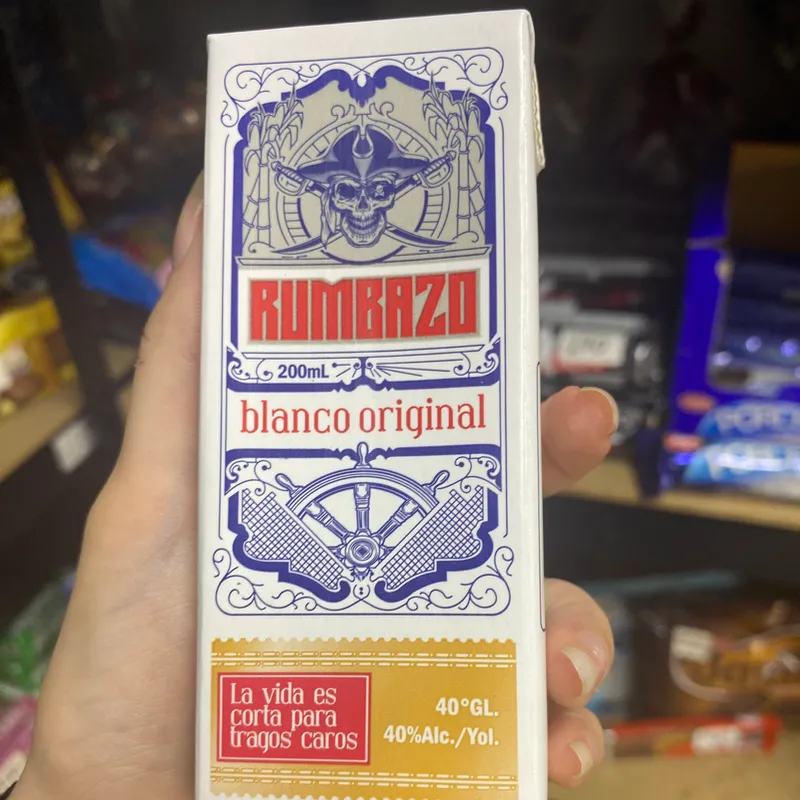 RUMBAZO
200mL
blanco original
La vida es
corta para
tragos caros
40°GL.
40%Alc./Vol.